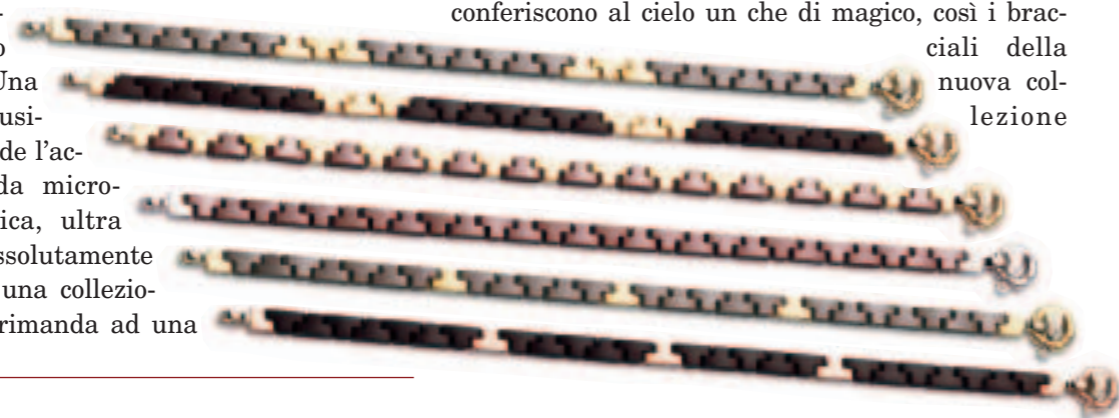 o
Una
usi-
de l'ac-
da micro-
ica, ultra
ssolutamente
una collezio-
rimanda ad una
conferiscono al cielo un che di magico, così i brac-
ciali della
nuova col-
lezione